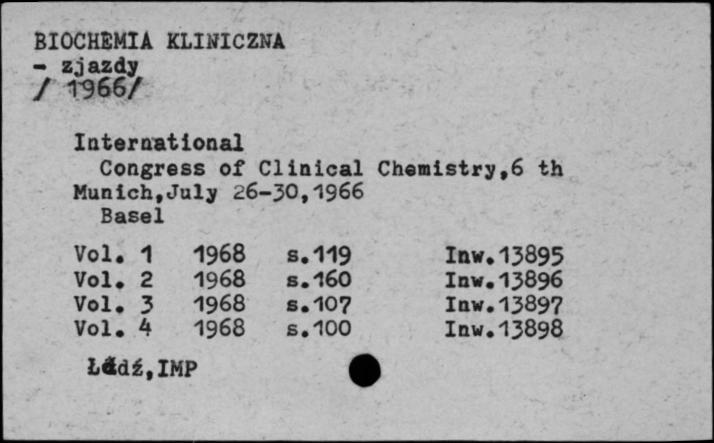 BIOCHEMIA KLINICZNA
- zjazdy
/ 1966/
International
Congress of Clinical Chemistry,6 th
Munich,July 26-30,1966
Basel
Vol. 1 1968 s.119 Inw.13895
Vol. 2 1968 s.160 Inw.13896
Vol. 3 1968 s.107 Inw.13897
Vol. 4 1968 s.100 Inw.13898
Łódź,IMP